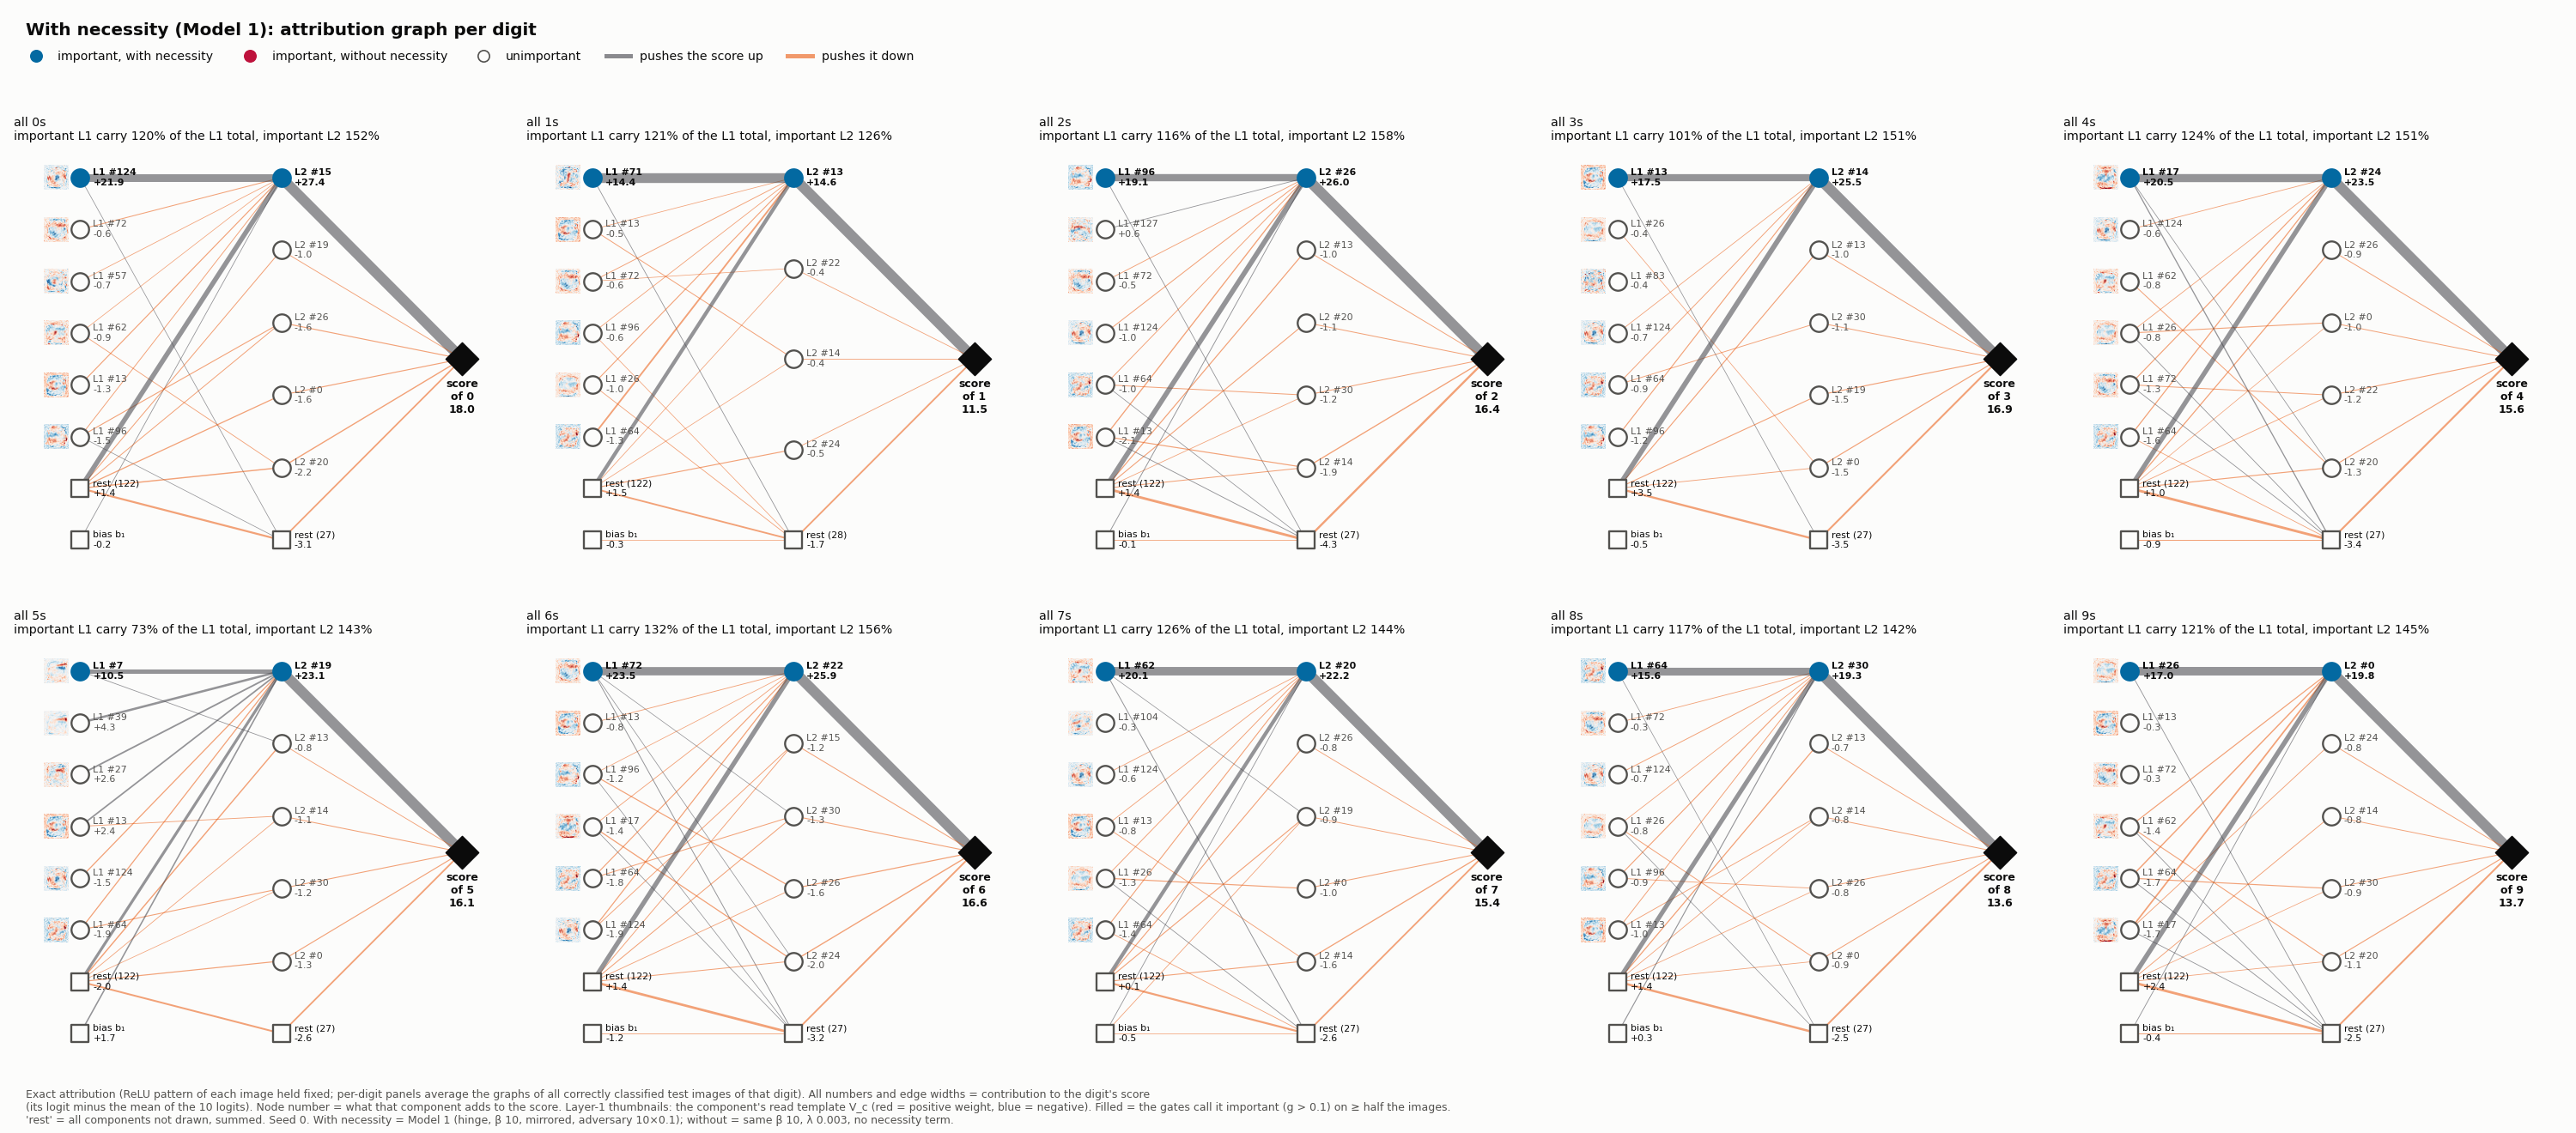 With necessity (Model 1): attribution graph per digit
important, with necessity
important, without necessity
unimportant
pushes the score up
pushes it down
all 0s
important L1 carry 120% of the L1 total, important L2 152%
L1 #124
+21.9
L1 #72
-0.6
L1 #57
-0.7
L1 #62
-0.9
L1 #13
-1.3
L1 #96
-1.5
rest (122)
+1.4
bias b₁
-0.2
L2 #15
+27.4
L2 #19
-1.0
L2 #26
-1.6
L2 #0
-1.6
L2 #20
-2.2
rest (27)
-3.1
score
of 0
18.0
all 1s
important L1 carry 121% of the L1 total, important L2 126%
L1 #71
+14.4
L1 #13
-0.5
L1 #72
-0.6
L1 #96
-0.6
L1 #26
-1.0
L1 #64
-1.3
rest (122)
+1.5
bias b₁
-0.3
L2 #13
+14.6
L2 #22
-0.4
L2 #14
-0.4
L2 #24
-0.5
rest (28)
-1.7
score
of 1
11.5
all 2s
important L1 carry 116% of the L1 total, important L2 158%
L1 #96
+19.1
L1 #127
+0.6
L1 #72
-0.5
L1 #124
-1.0
L1 #64
-1.0
L1 #13
-2.1
rest (122)
+1.4
bias b₁
-0.1
L2 #26
+26.0
L2 #13
-1.0
L2 #20
-1.1
L2 #30
-1.2
L2 #14
-1.9
rest (27)
-4.3
score
of 2
16.4
all 3s
important L1 carry 101% of the L1 total, important L2 151%
L1 #13
+17.5
L1 #26
-0.4
L1 #83
-0.4
L1 #124
-0.7
L1 #64
-0.9
L1 #96
-1.2
rest (122)
+3.5
bias b₁
-0.5
L2 #14
+25.5
L2 #13
-1.0
L2 #30
-1.1
L2 #19
-1.5
L2 #0
-1.5
rest (27)
-3.5
score
of 3
16.9
all 4s
important L1 carry 124% of the L1 total, important L2 151%
L1 #17
+20.5
L1 #124
-0.6
L1 #62
-0.8
L1 #26
-0.8
L1 #72
-1.3
L1 #64
-1.6
rest (122)
+1.0
bias b₁
-0.9
L2 #24
+23.5
L2 #26
-0.9
L2 #0
-1.0
L2 #22
-1.2
L2 #20
-1.3
rest (27)
-3.4
score
of 4
15.6
all 5s
important L1 carry 73% of the L1 total, important L2 143%
L1 #7
+10.5
L1 #39
+4.3
L1 #27
+2.6
L1 #13
+2.4
L1 #124
-1.5
L1 #64
-1.9
rest (122)
-2.0
bias b₁
+1.7
L2 #19
+23.1
L2 #13
-0.8
L2 #14
-1.1
L2 #30
-1.2
L2 #0
-1.3
rest (27)
-2.6
score
of 5
16.1
all 6s
important L1 carry 132% of the L1 total, important L2 156%
L1 #72
+23.5
L1 #13
-0.8
L1 #96
-1.2
L1 #17
-1.4
L1 #64
-1.8
L1 #124
-1.9
rest (122)
+1.4
bias b₁
-1.2
L2 #22
+25.9
L2 #15
-1.2
L2 #30
-1.3
L2 #26
-1.6
L2 #24
-2.0
rest (27)
-3.2
score
of 6
16.6
all 7s
important L1 carry 126% of the L1 total, important L2 144%
L1 #62
+20.1
L1 #104
-0.3
L1 #124
-0.6
L1 #13
-0.8
L1 #26
-1.3
L1 #64
-1.4
rest (122)
+0.1
bias b₁
-0.5
L2 #20
+22.2
L2 #26
-0.8
L2 #19
-0.9
L2 #0
-1.0
L2 #14
-1.6
rest (27)
-2.6
score
of 7
15.4
all 8s
important L1 carry 117% of the L1 total, important L2 142%
L1 #64
+15.6
L1 #72
-0.3
L1 #124
-0.7
L1 #26
-0.8
L1 #96
-0.9
L1 #13
-1.0
rest (122)
+1.4
bias b₁
+0.3
L2 #30
+19.3
L2 #13
-0.7
L2 #14
-0.8
L2 #26
-0.8
L2 #0
-0.9
rest (27)
-2.5
score
of 8
13.6
all 9s
important L1 carry 121% of the L1 total, important L2 145%
L1 #26
+17.0
L1 #13
-0.3
L1 #72
-0.3
L1 #62
-1.4
L1 #64
-1.7
L1 #17
-1.7
rest (122)
+2.4
bias b₁
-0.4
L2 #0
+19.8
L2 #24
-0.8
L2 #14
-0.8
L2 #30
-0.9
L2 #20
-1.1
rest (27)
-2.5
score
of 9
13.7
Exact attribution (ReLU pattern of each image held fixed; per-digit panels average the graphs of all correctly classified test images of that digit). All numbers and edge widths = contribution to the digit's score
(its logit minus the mean of the 10 logits). Node number = what that component adds to the score. Layer-1 thumbnails: the component's read template V_c (red = positive weight, blue = negative). Filled = the gates call it important (g > 0.1) on ≥ half the images.
'rest' = all components not drawn, summed. Seed 0. With necessity = Model 1 (hinge, β 10, mirrored, adversary 10×0.1); without = same β 10, λ 0.003, no necessity term.